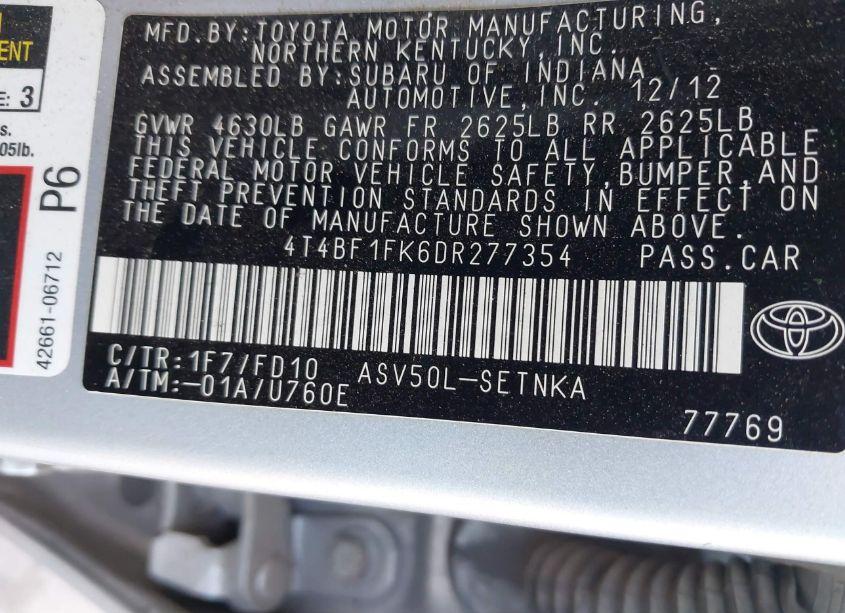 ENT
E: 3
s.
05lb.
P6
42661-06712
MFD.BY:TOYOTA MOTOR MANUFACTURING,
NORTHERN KENTUCKY,INC.
ASSEMBLED BY:SUBARU OF INDIANA
AUTOMOTIVE,INC. 12/12
GVWR 4630LB GAWR FR 2625LB RR 2625LB
THIS VEHICLE CONFORMS TO ALL APPLICABLE
FEDERAL MOTOR VEHICLE SAFETY,BUMPER,AND
THEFT PREVENTION STANDARDS IN EFFECT ON
THE DATE OF MANUFACTURE SHOWN ABOVE.
4T4BF1FK6DR277354 PASS.CAR
C/TR:1F7/FD10 ASV50L-SETNKA
A/TM:-01A/U760E
77769